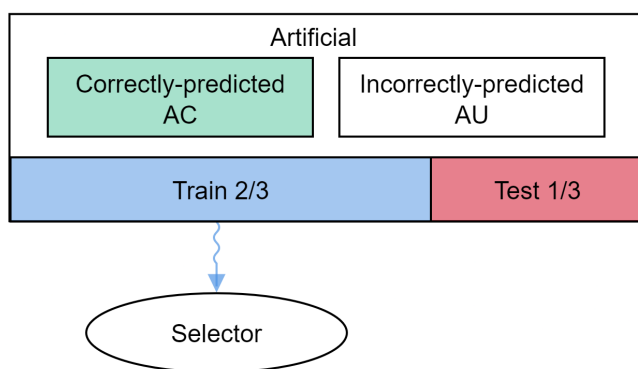 Artificial
Correctly-predicted
AC
Incorrectly-predicted
AU
Train 2/3
Test 1/3
Selector